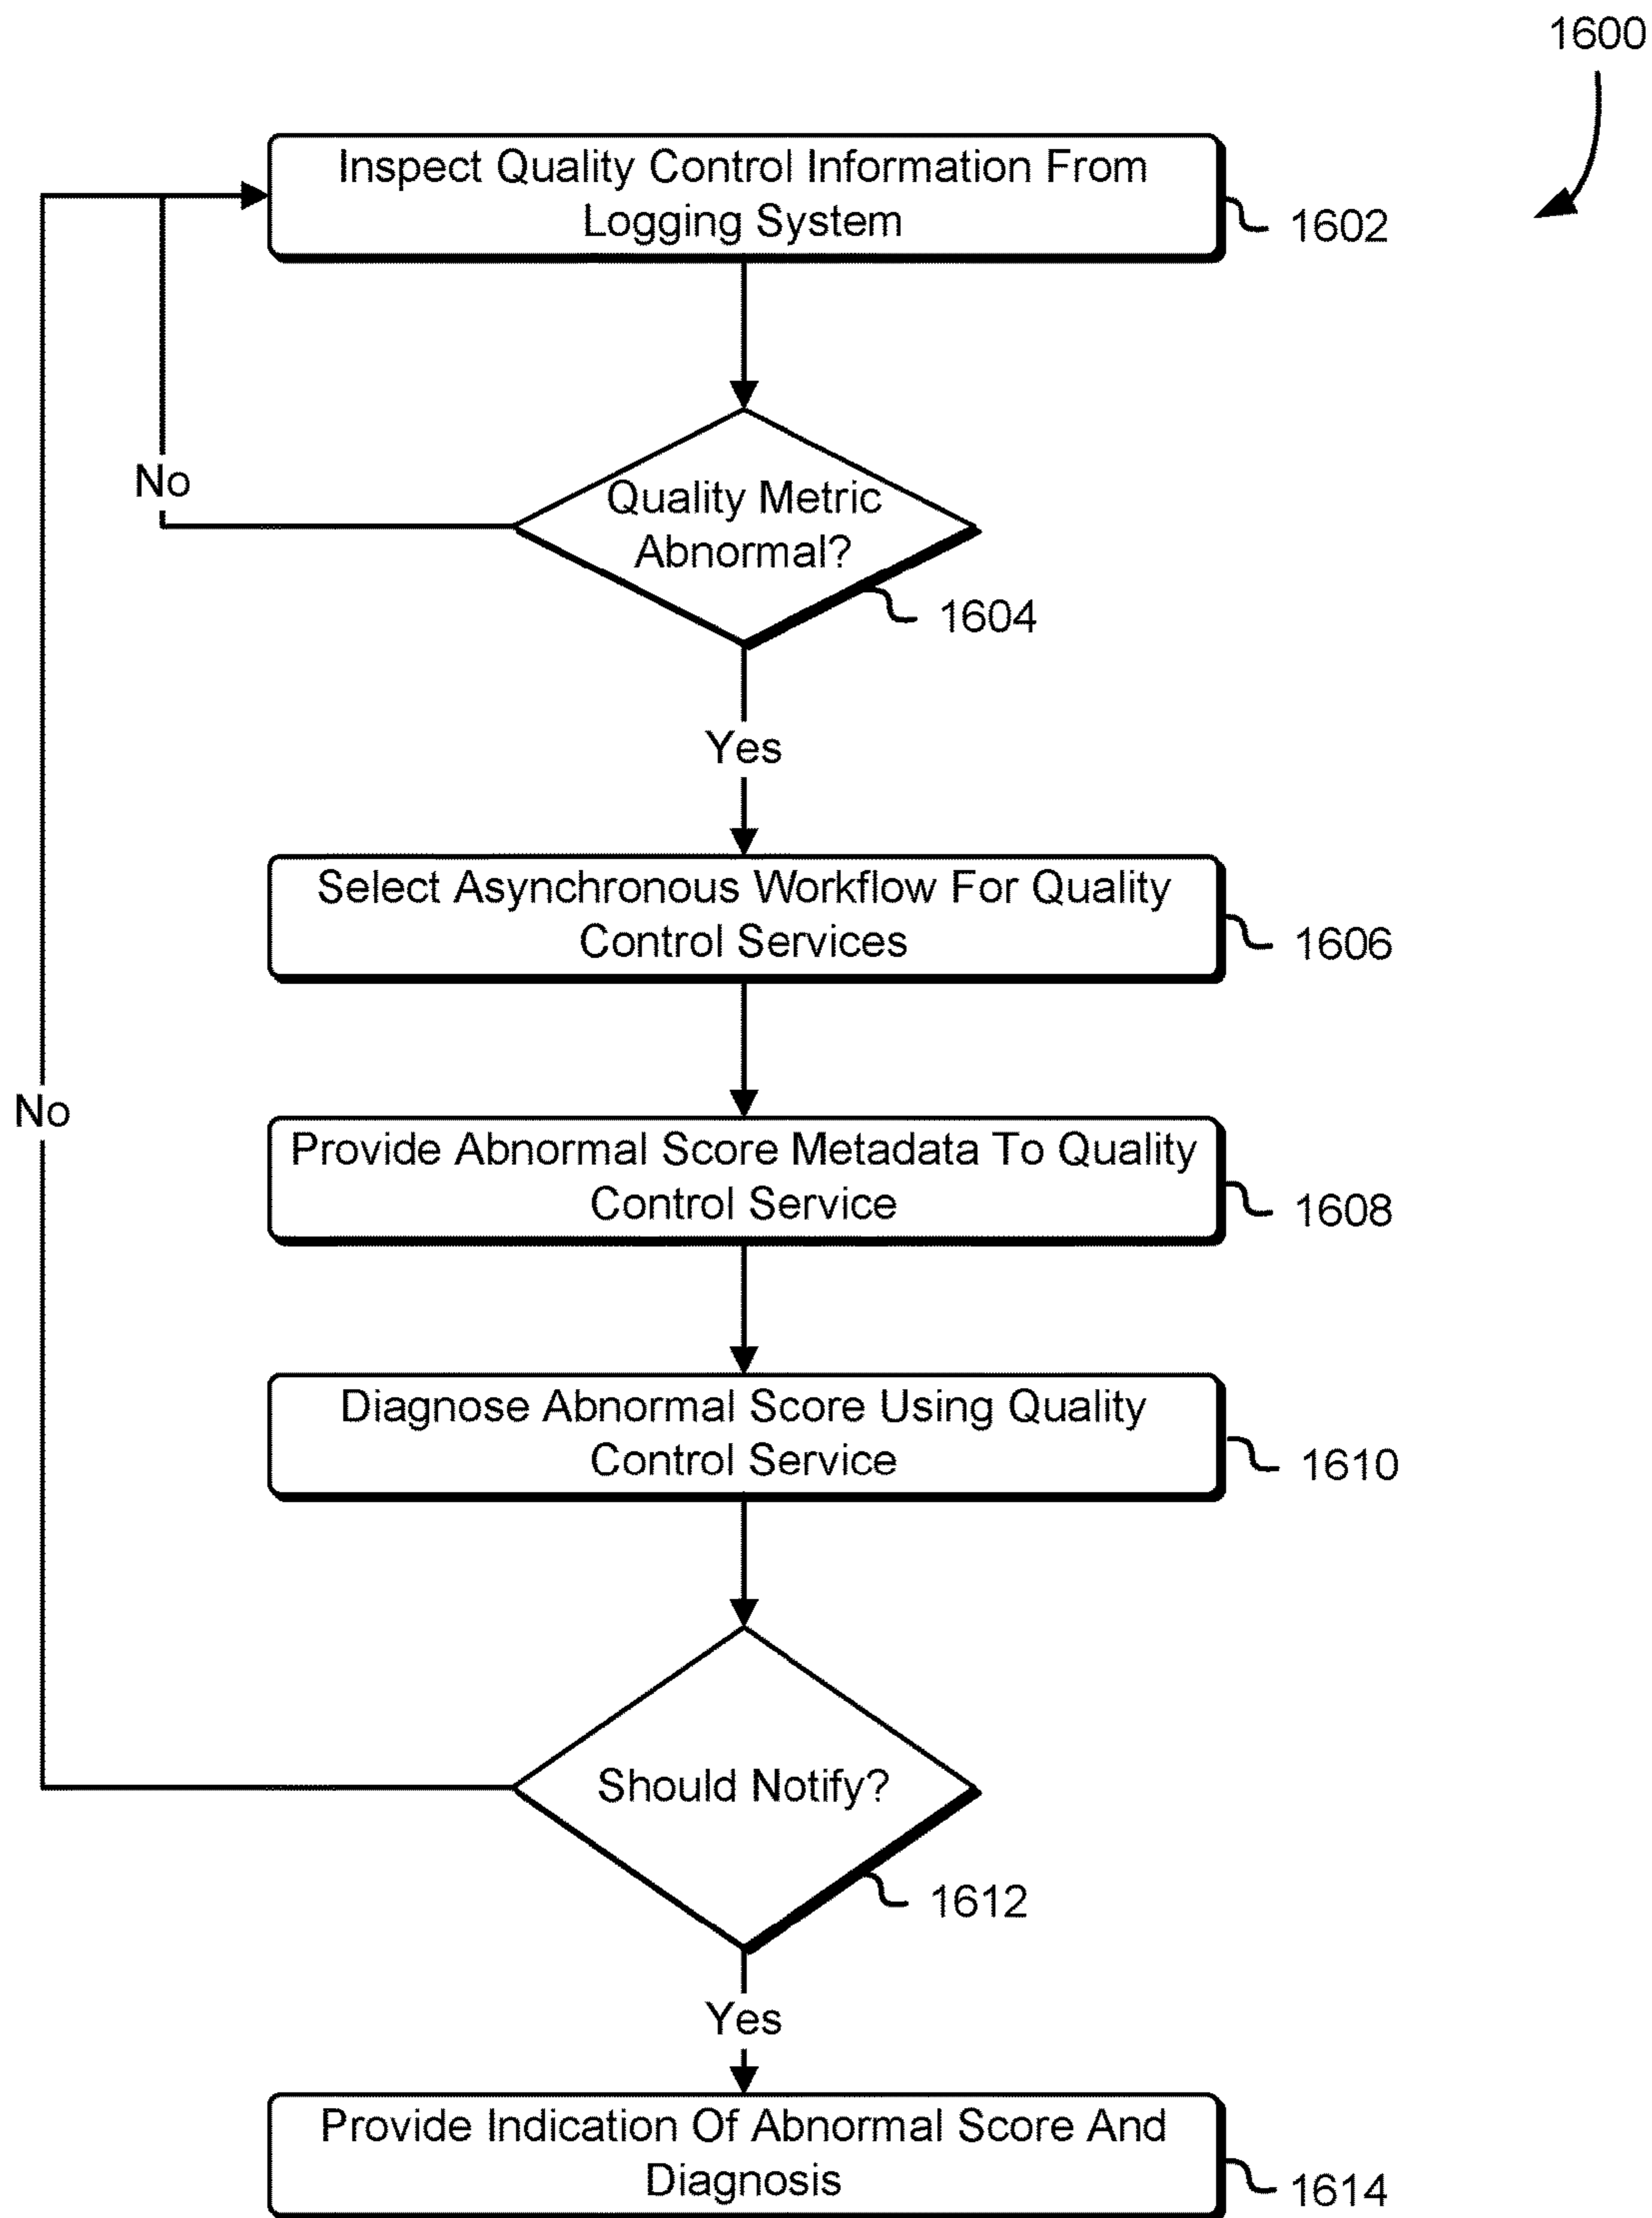 1600
Inspect Quality Control Information From
Logging System
1602
No
Quality Metric
Abnormal?
1604
Yes
Select Asynchronous Workflow For Quality
Control Services
1606
No
Provide Abnormal Score Metadata To Quality
Control Service
1608
Diagnose Abnormal Score Using Quality
Control Service
1610
Should Notify?
1612
Yes
Provide Indication Of Abnormal Score And
Diagnosis
1614